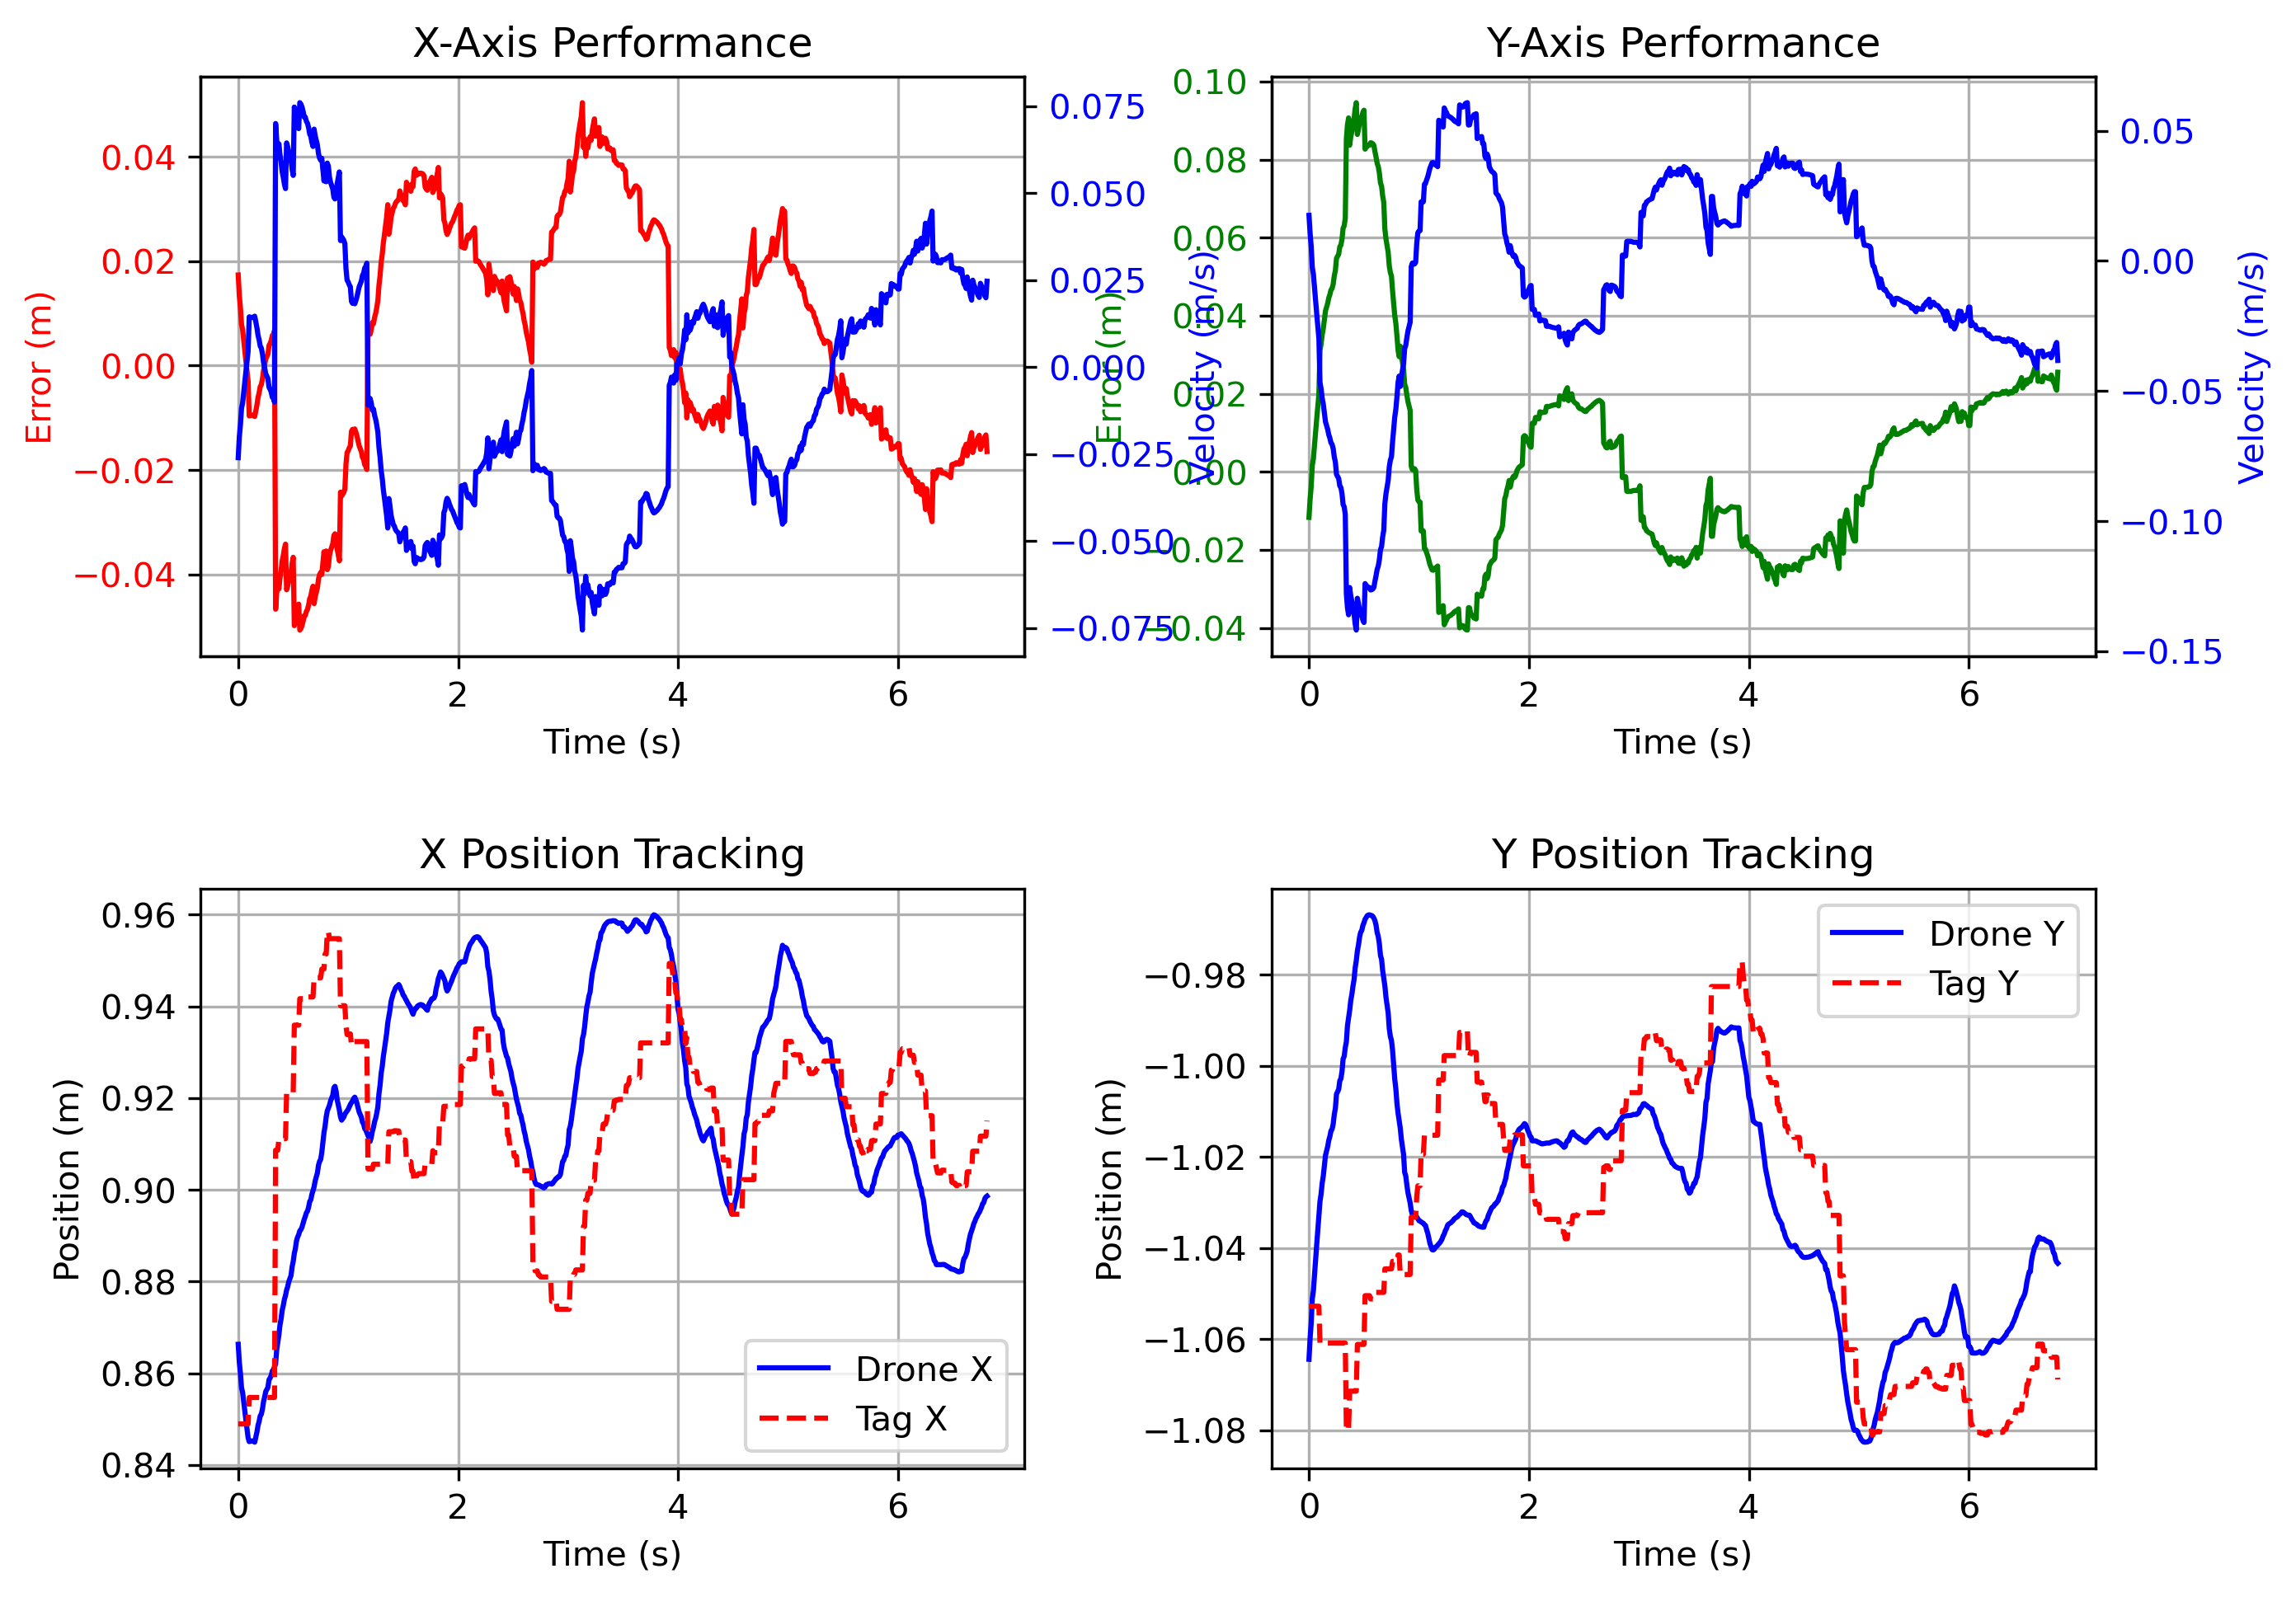 X-Axis Performance
Error (m)
0.04
0.02
0.00
−0.02
−0.04
0.075
0.050
0.025
0.000
−0.025
−0.050
−0.075
Velocity (m/s)
0 2 4 6
Time (s)
Y-Axis Performance
Error (m)
0.10
0.08
0.06
0.04
0.02
0.00
−0.02
−0.04
0.05
0.00
−0.05
−0.10
−0.15
Velocity (m/s)
0 2 4 6
Time (s)
X Position Tracking
Position (m)
0.96
0.94
0.92
0.90
0.88
0.86
0.84
Drone X
Tag X
0 2 4 6
Time (s)
Y Position Tracking
Position (m)
−0.98
−1.00
−1.02
−1.04
−1.06
−1.08
Drone Y
Tag Y
0 2 4 6
Time (s)